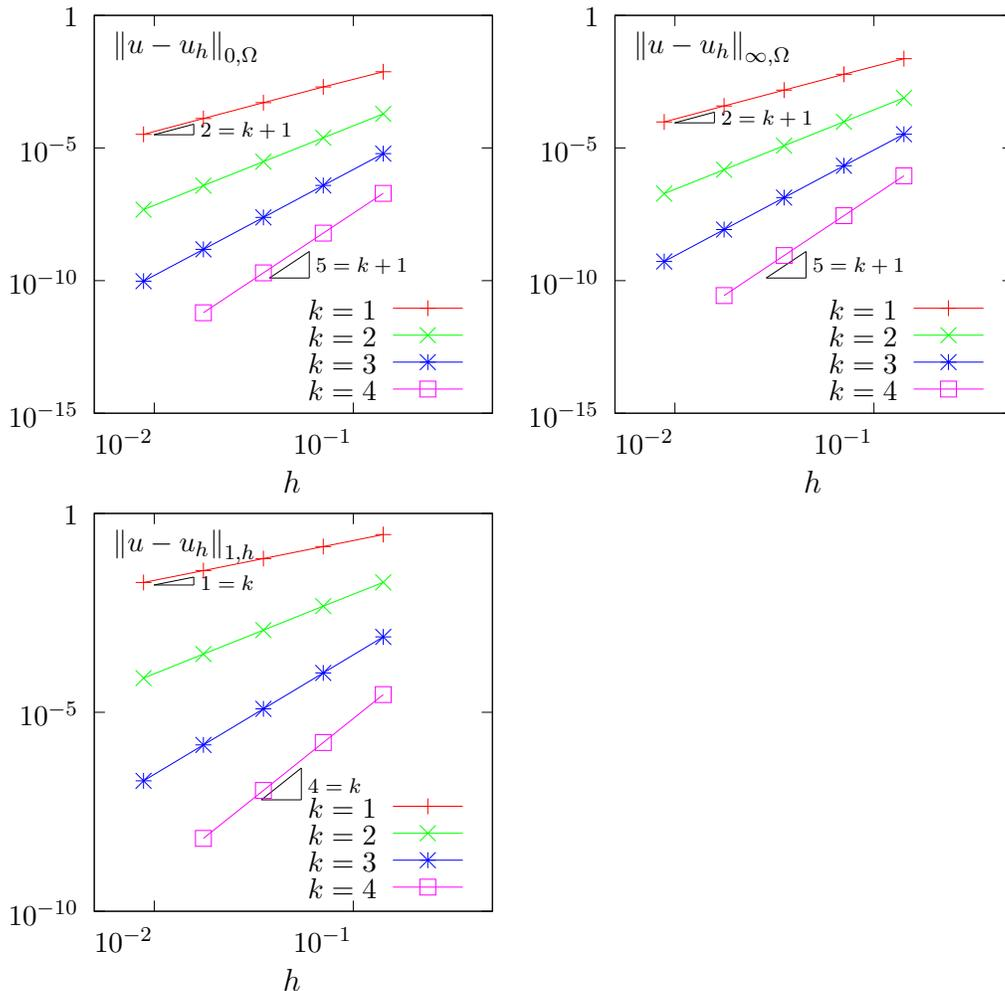 1
‖u − u_h‖_{0,Ω}
2 = k + 1
10^{−5}
10^{−10}
5 = k + 1
k = 1
k = 2
k = 3
k = 4
10^{−15}
10^{−2}
10^{−1}
h
1
‖u − u_h‖_{∞,Ω}
2 = k + 1
10^{−5}
10^{−10}
5 = k + 1
k = 1
k = 2
k = 3
k = 4
10^{−15}
10^{−2}
10^{−1}
h
1
‖u − u_h‖_{1,h}
1 = k
10^{−5}
4 = k
k = 1
k = 2
k = 3
k = 4
10^{−10}
10^{−2}
10^{−1}
h